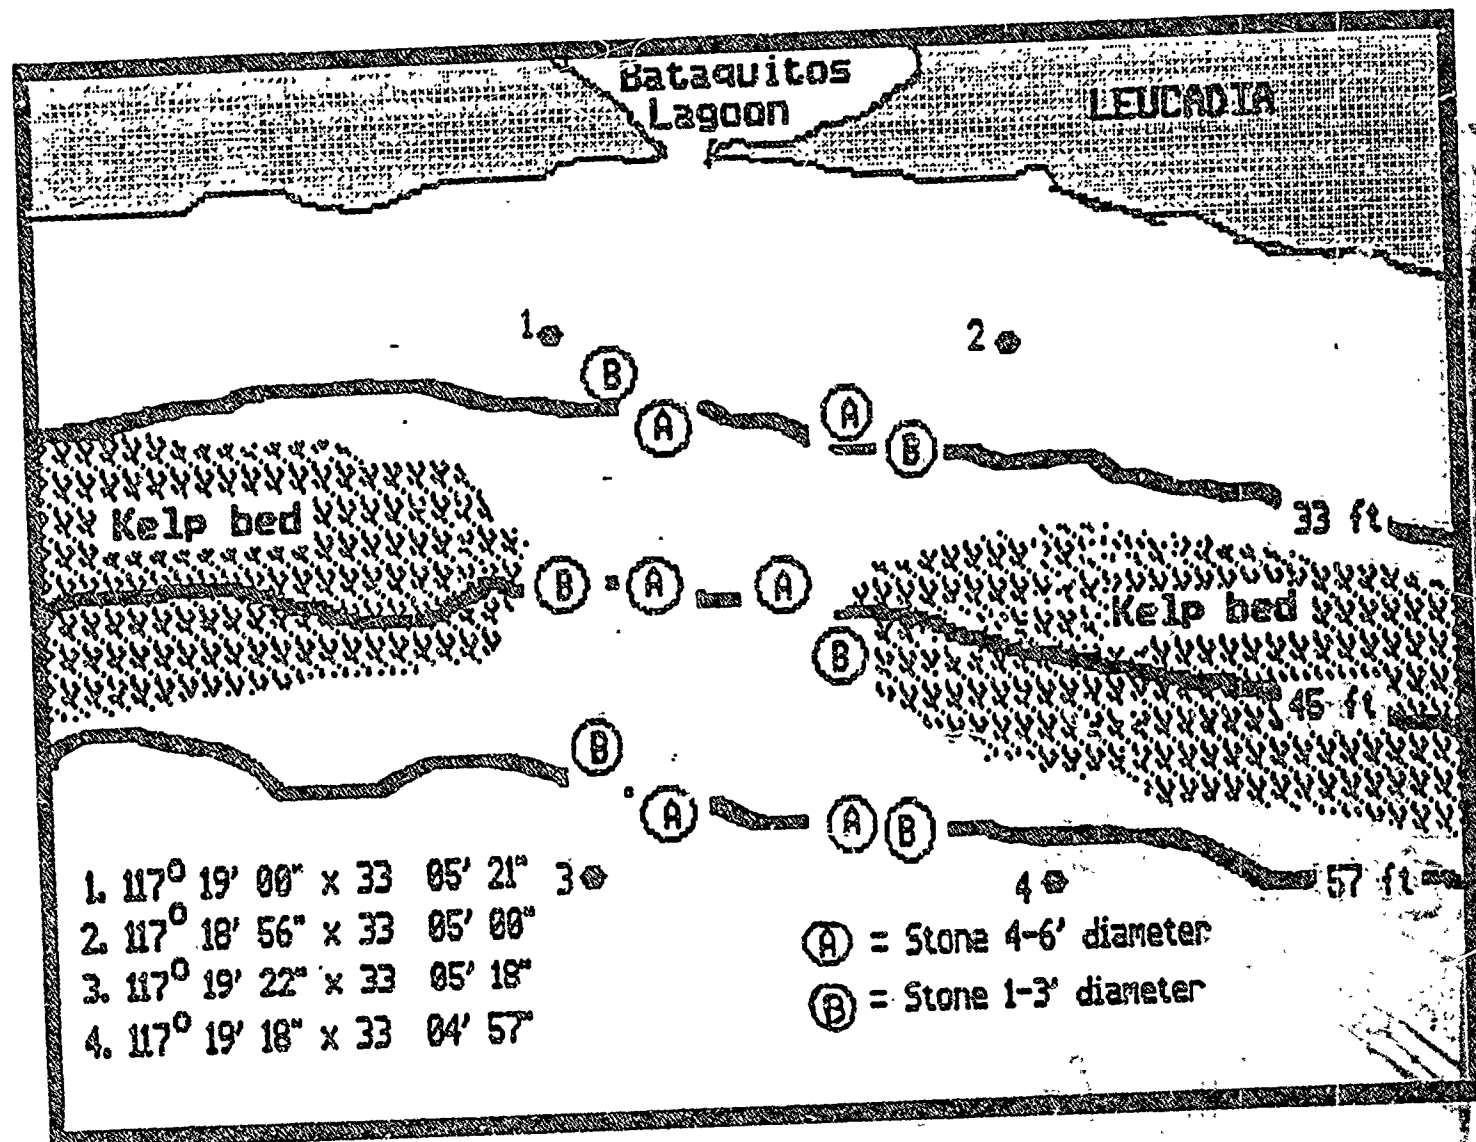 Bataquitos
Lagoon
LEUCADIA
1
2
B
A
A
B
33 ft
Kelp bed
B
A
A
B
Kelp bed
45 ft
B
A
A
B
57 ft
3
4
1. 117° 19' 00" x 33 05' 21"
2. 117° 18' 56" x 33 05' 00"
3. 117° 19' 22" x 33 05' 18"
4. 117° 19' 18" x 33 04' 57"
A = Stone 4-6' diameter
B = Stone 1-3' diameter